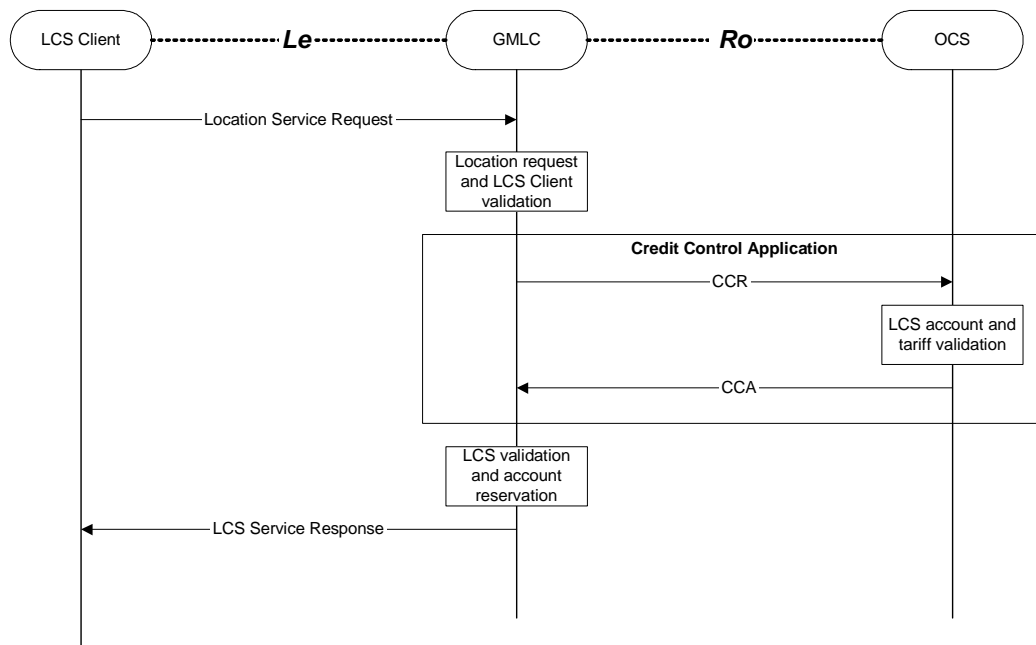 LCS Client
Le
GMLC
Ro
OCS
Location Service Request
Location request
and LCS Client
validation
Credit Control Application
CCR
LCS account and
tariff validation
CCA
LCS validation
and account
reservation
LCS Service Response